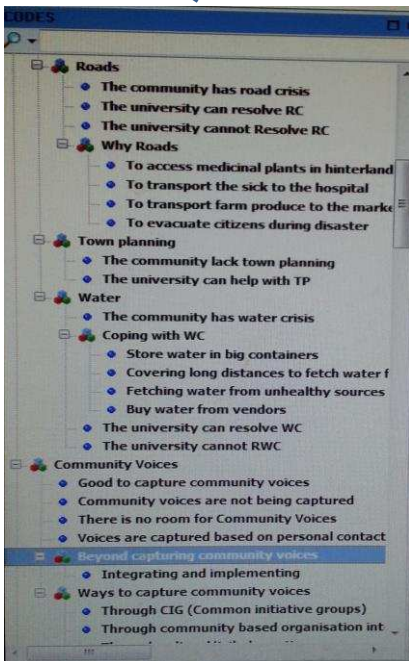 CODES
Roads
The community has road crisis
The university can resolve RC
The university cannot Resolve RC
Why Roads
To access medicinal plants in hinterland
To transport the sick to the hospital
To transport farm produce to the marke
To evacuate citizens during disaster
Town planning
The community lack town planning
The university can help with TP
Water
The community has water crisis
Coping with WC
Store water in big containers
Covering long distances to fetch water f
Fetching water from unhealthy sources
Buy water from vendors
The university can resolve WC
The university cannot RWC
Community Voices
Good to capture community voices
Community voices are not being captured
There is no room for Community Voices
Voices are captured based on personal contact
Beyond capturing community voices
Integrating and implementing
Ways to capture community voices
Through CIG (Common initiative groups)
Through community based organisation int